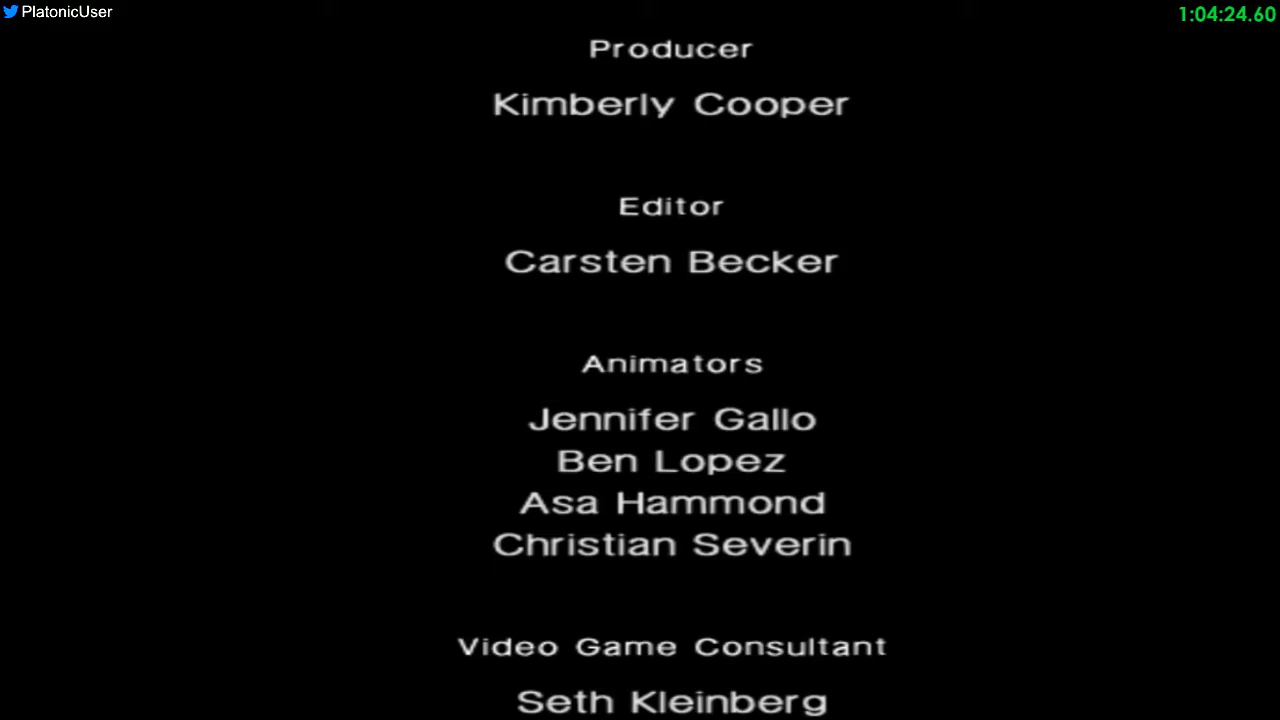 PlatonicUser
1:04:24.60
Producer
Kimberly Cooper
Editor
Carsten Becker
Animators
Jennifer Gallo
Ben Lopez
Asa Hammond
Christian Severin
Video Game Consultant
Seth Kleinberg